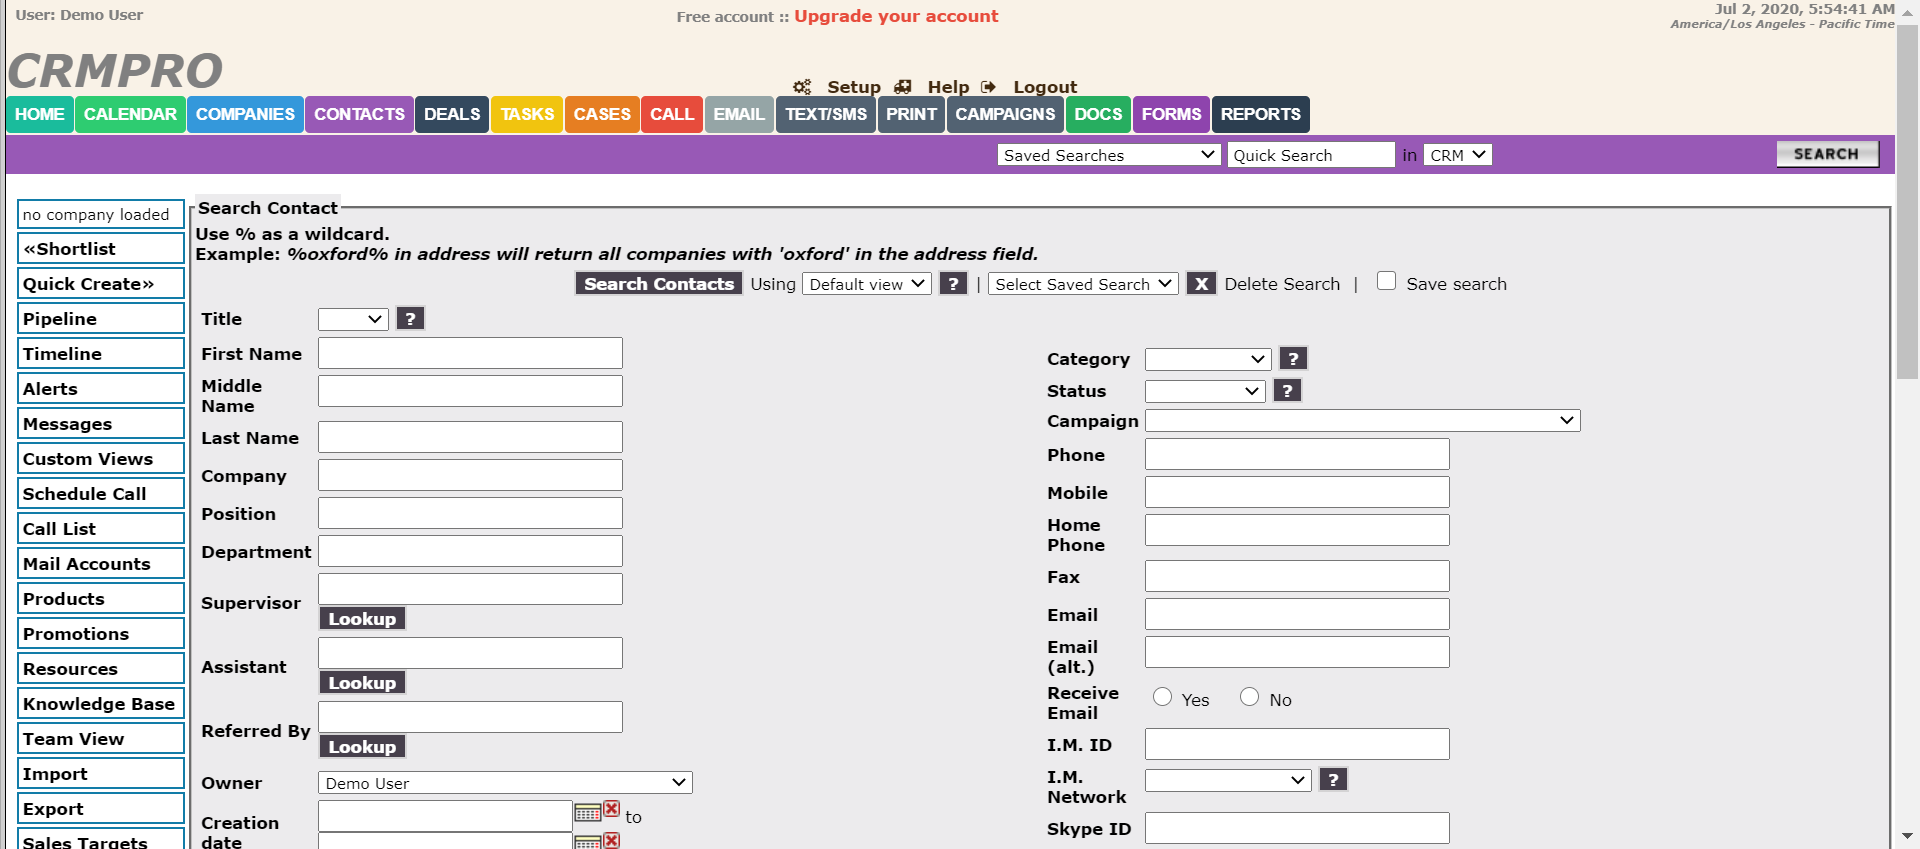 User: Demo User
Free account :: Upgrade your account
Jul 2, 2020, 5:54:41 AM
America/Los Angeles - Pacific Time
CRMPRO
Setup Help Logout
HOME CALENDAR COMPANIES CONTACTS DEALS TASKS CASES CALL EMAIL TEXT/SMS PRINT CAMPAIGNS DOCS FORMS REPORTS
Saved Searches Quick Search in CRM SEARCH
no company loaded
«Shortlist
Quick Create»
Pipeline
Timeline
Alerts
Messages
Custom Views
Schedule Call
Call List
Mail Accounts
Products
Promotions
Resources
Knowledge Base
Team View
Import
Export
Sales Targets
Search Contact
Use % as a wildcard.
Example: %oxford% in address will return all companies with 'oxford' in the address field.
Search Contacts Using Default view ? | Select Saved Search X Delete Search | Save search
Title ?
First Name
Middle
Name
Last Name
Company
Position
Department
Supervisor
Lookup
Assistant
Lookup
Referred By
Lookup
Owner Demo User
Creation
date
to
Category ?
Status ?
Campaign
Phone
Mobile
Home
Phone
Fax
Email
Email
(alt.)
Receive
Email
Yes No
I.M. ID
I.M.
Network
?
Skype ID